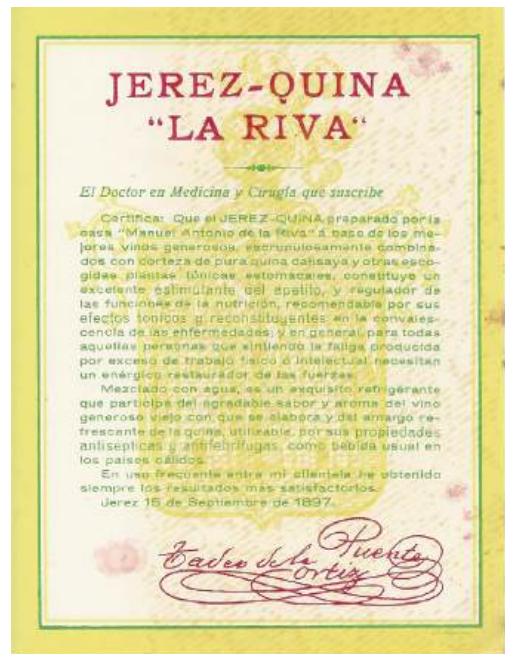 JEREZ-QUINA
“LA RIVA“
El Doctor en Medicina y Cirugía que suscribe
Certifica: Que el JEREZ-QUINA preparado por la
casa "Manuel Antonio de la Riva" á base de los me-
jores vinos generosos, escrupulosamente combina-
dos con corteza de pura quina calisaya y otras esco-
gidas plantas tónicas estomacales, constituye un
excelente estimulante del apetito, y regulador de
las funciones de la nutrición, recomendable por sus
efectos tónicos y reconstituyentes en la convales-
cencia de las enfermedades; y en general, para todas
aquellas personas que sintiendo la fatiga producida
por exceso de trabajo físico ó intelectual necesitan
un enérgico restaurador de las fuerzas.
Mezclado con agua, es un exquisito refrigerante
que participa del agradable sabor y aroma del vino
generoso viejo con que se elabora y del amargo re-
frescante de la quina, utilizable, por sus propiedades
antisépticas y antifebrífugas, como bebida usual en
los países cálidos.
En uso frecuente entre mi clientela he obtenido
siempre los resultados más satisfactorios.
Jerez 15 de Septiembre de 1897.
Tadeo de la Puente
Ortiz